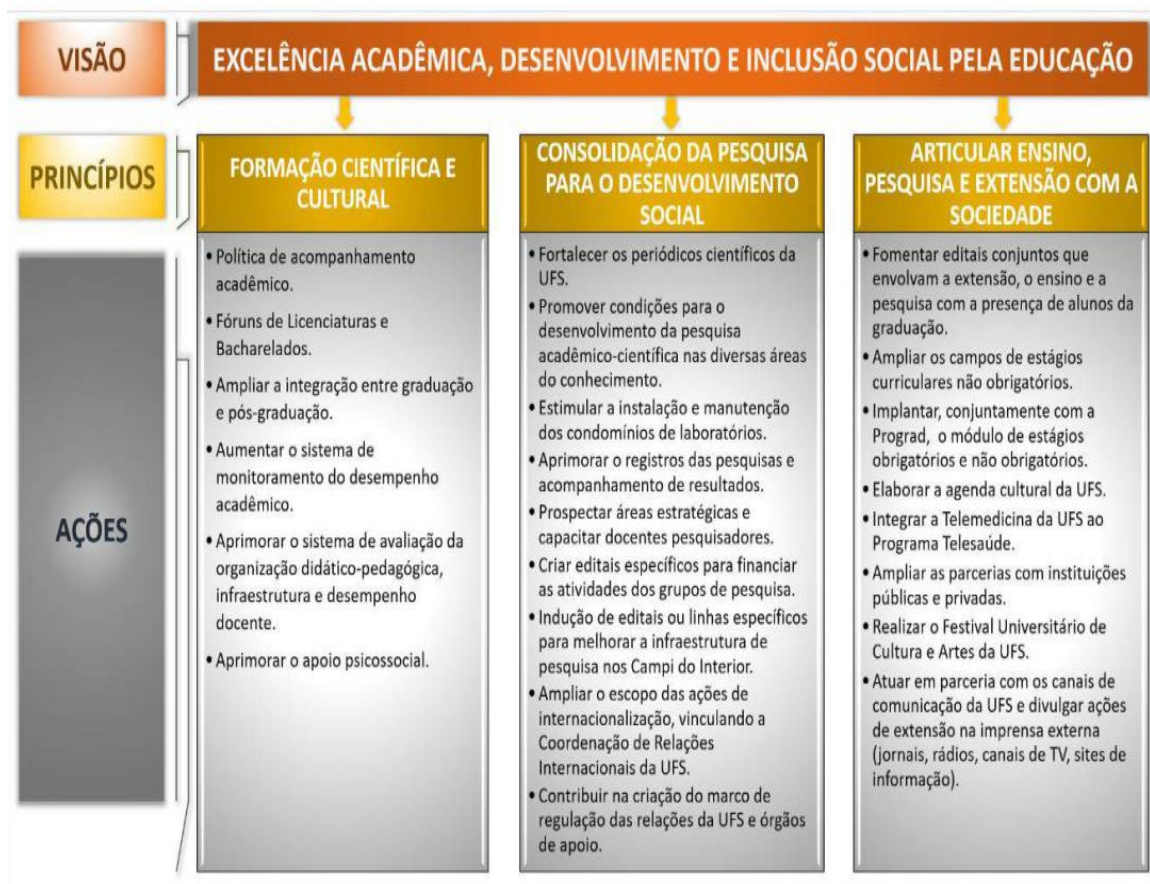 VISÃO
EXCELÊNCIA ACADÊMICA, DESENVOLVIMENTO E INCLUSÃO SOCIAL PELA EDUCAÇÃO
PRINCÍPIOS
FORMAÇÃO CIENTÍFICA E
CULTURAL
CONSOLIDAÇÃO DA PESQUISA
PARA O DESENVOLVIMENTO
SOCIAL
ARTICULAR ENSINO,
PESQUISA E EXTENSÃO COM A
SOCIEDADE
AÇÕES
• Política de acompanhamento
acadêmico.
• Fóruns de Licenciaturas e
Bacharelados.
• Ampliar a integração entre graduação
e pós-graduação.
• Aumentar o sistema de
monitoramento do desempenho
acadêmico.
• Aprimorar o sistema de avaliação da
organização didático-pedagógica,
infraestrutura e desempenho
docente.
• Aprimorar o apoio psicossocial.
• Fortalecer os periódicos científicos da
UFS.
• Promover condições para o
desenvolvimento da pesquisa
acadêmico-científica nas diversas áreas
do conhecimento.
• Estimular a instalação e manutenção
dos condomínios de laboratórios.
• Aprimorar o registros das pesquisas e
acompanhamento de resultados.
• Prospectar áreas estratégicas e
capacitar docentes pesquisadores.
• Criar editais específicos para financiar
as atividades dos grupos de pesquisa.
• Indução de editais ou linhas específicos
para melhorar a infraestrutura de
pesquisa nos Campi do Interior.
• Ampliar o escopo das ações de
internacionalização, vinculando a
Coordenação de Relações
Internacionais da UFS.
• Contribuir na criação do marco de
regulação das relações da UFS e órgãos
de apoio.
• Fomentar editais conjuntos que
envolvam a extensão, o ensino e a
pesquisa com a presença de alunos da
graduação.
• Ampliar os campos de estágios
curriculares não obrigatórios.
• Implantar, conjuntamente com a
Prograd, o módulo de estágios
obrigatórios e não obrigatórios.
• Elaborar a agenda cultural da UFS.
• Integrar a Telemedicina da UFS ao
Programa Telesaúde.
• Ampliar as parcerias com instituições
públicas e privadas.
• Realizar o Festival Universitário de
Cultura e Artes da UFS.
• Atuar em parceria com os canais de
comunicação da UFS e divulgar ações
de extensão na imprensa externa
(jornais, rádios, canais de TV, sites de
informação).